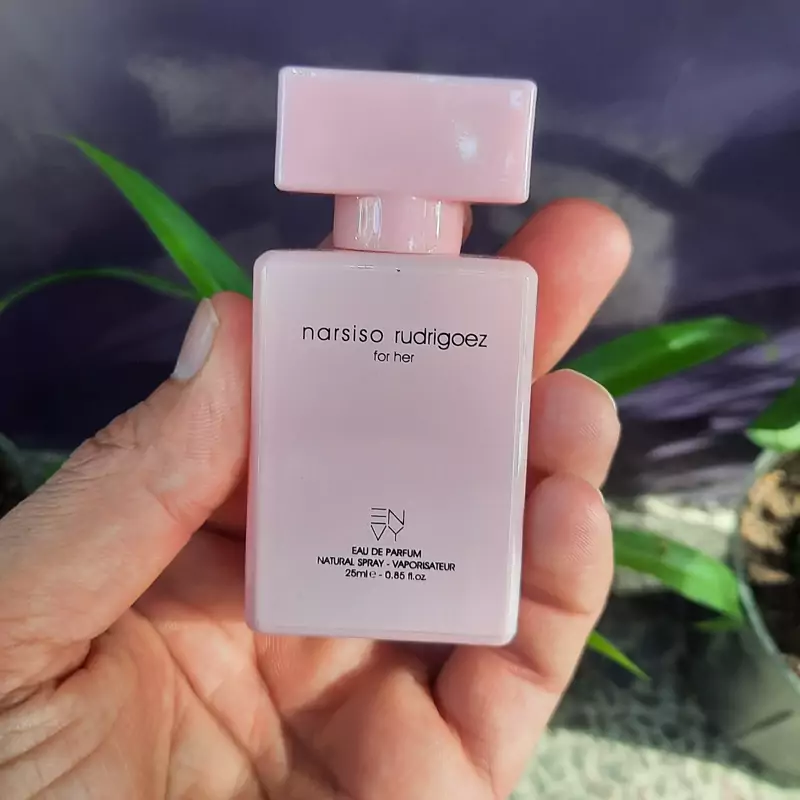 narsiso rudrigoez
for her
EN
VY
EAU DE PARFUM
NATURAL SPRAY - VAPORISATEUR
25ml e - 0.85 fl.oz.